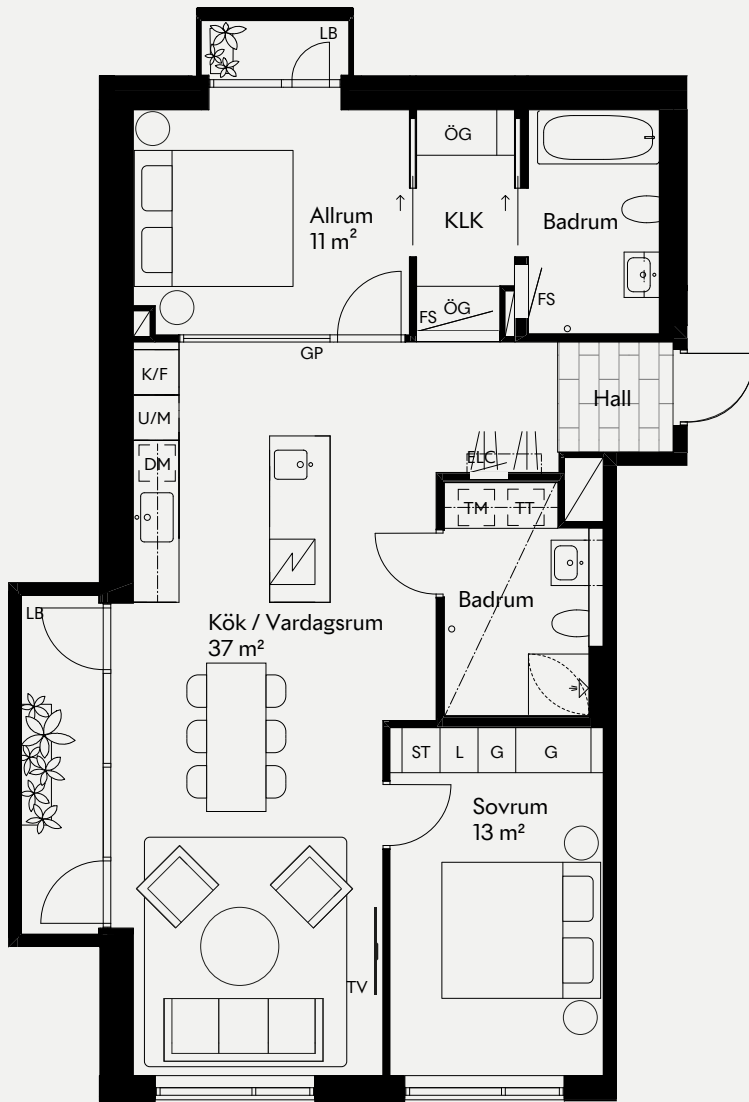 LB
ÖG
Allrum
11 m²
KLK
Badrum
FS
ÖG
FS
GP
K/F
U/M
DM
Hall
ELC
TM
TT
LB
Kök / Vardagsrum
37 m²
Badrum
ST
L
G
G
Sovrum
13 m²
TV